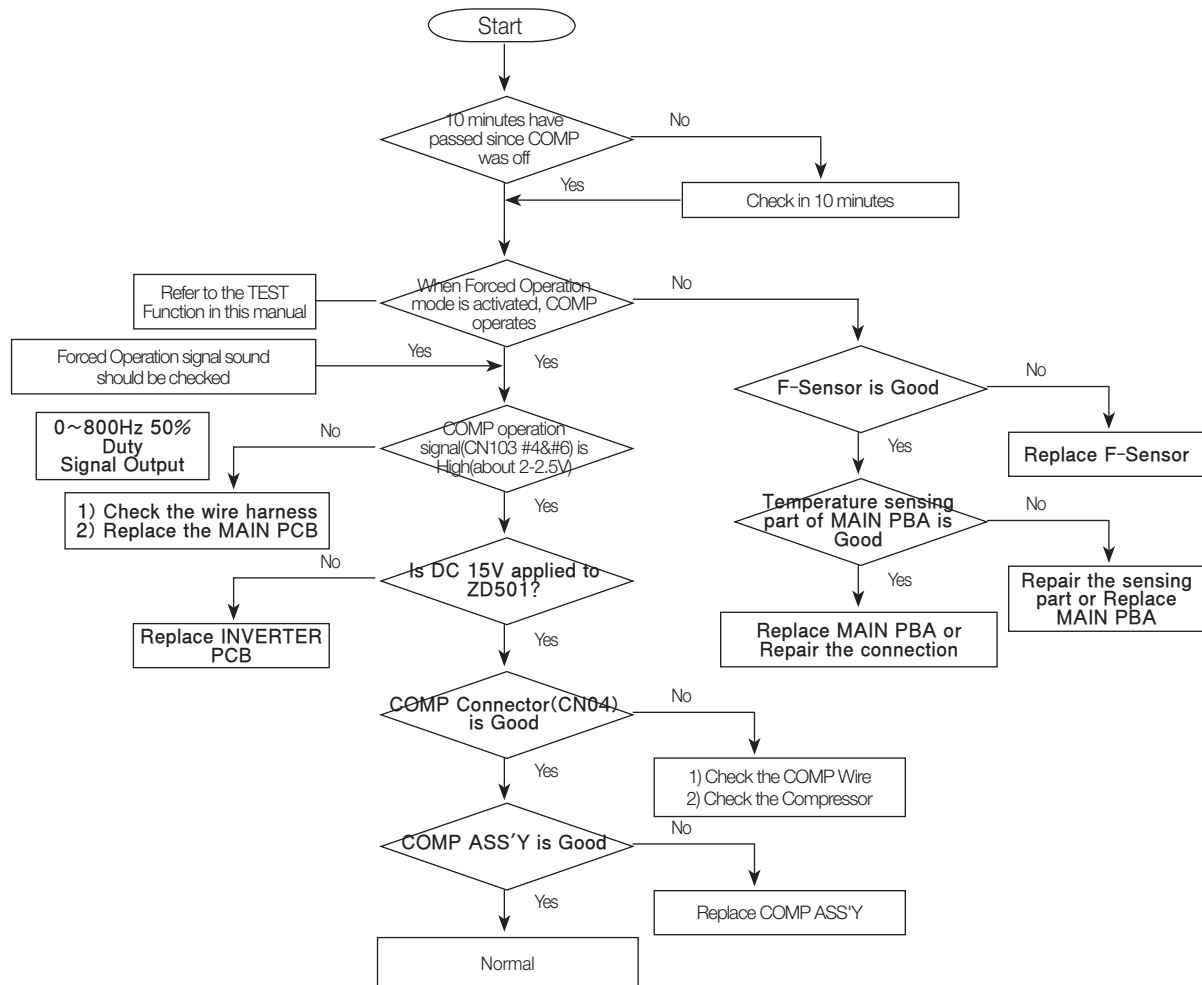 Start
10 minutes have
passed since COMP
was off
No
Yes
Check in 10 minutes
Refer to the TEST
Function in this manual
When Forced Operation
mode is activated, COMP
operates
No
Forced Operation signal sound
should be checked
Yes
Yes
F-Sensor is Good
No
Yes
Replace F-Sensor
0~800Hz 50%
Duty
Signal Output
No
COMP operation
signal(CN103 #4&#6) is
High(about 2-2.5V)
Yes
1) Check the wire harness
2) Replace the MAIN PCB
Temperature sensing
part of MAIN PBA is
Good
No
Yes
Repair the sensing
part or Replace
MAIN PBA
Replace MAIN PBA or
Repair the connection
No
Is DC 15V applied to
ZD501?
Yes
Replace INVERTER
PCB
COMP Connector(CN04)
is Good
No
Yes
1) Check the COMP Wire
2) Check the Compressor
COMP ASS'Y is Good
No
Yes
Replace COMP ASS'Y
Normal